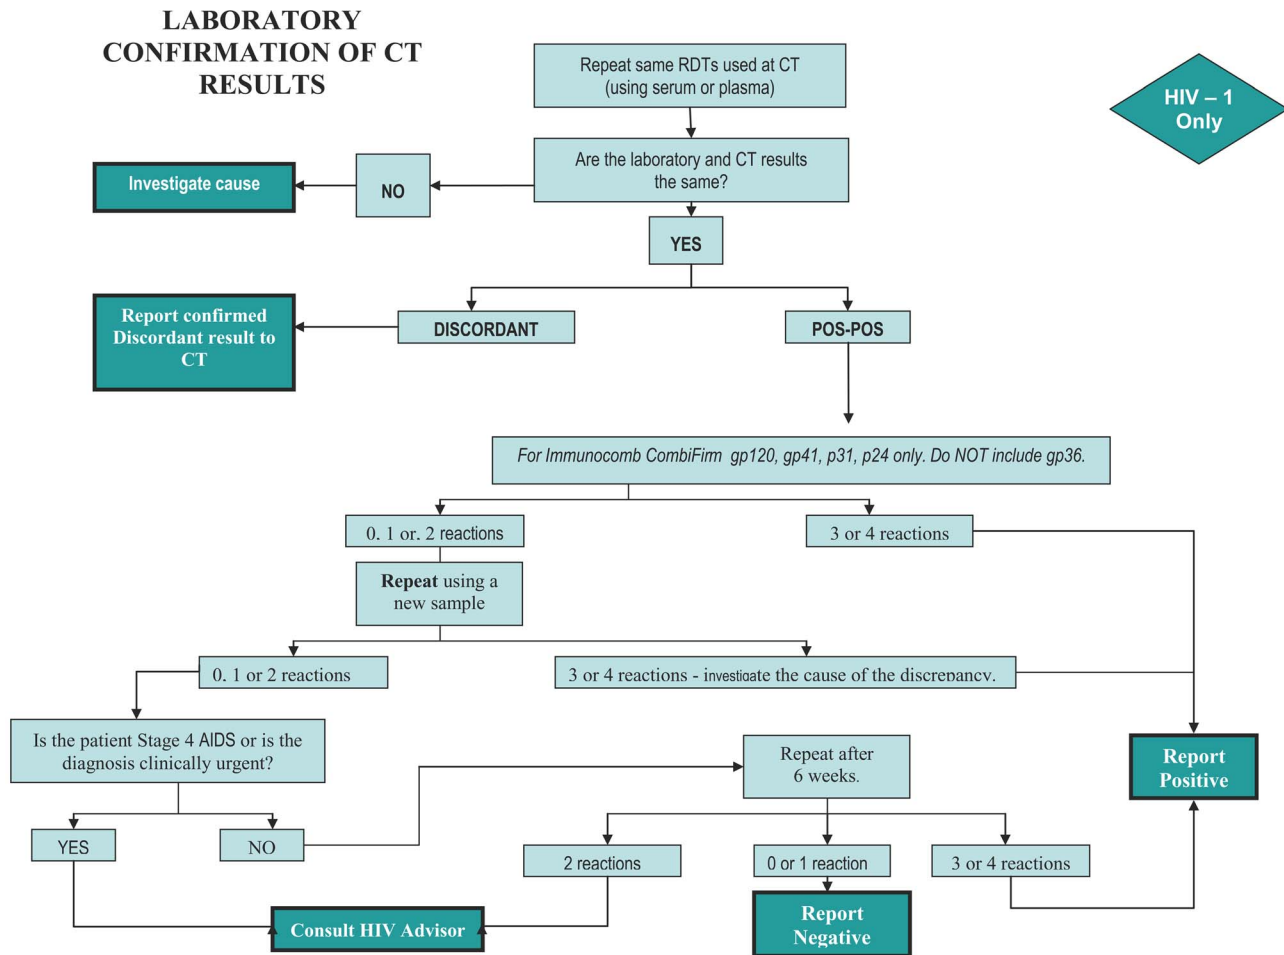 LABORATORY
CONFIRMATION OF CT
RESULTS
Repeat same RDTs used at CT
(using serum or plasma)
HIV – 1
Only
Are the laboratory and CT results
the same?
NO
Investigate cause
YES
Report confirmed
Discordant result to
CT
DISCORDANT
POS-POS
For Immunocomb CombiFirm gp120, gp41, p31, p24 only. Do NOT include gp36.
0. 1 or. 2 reactions
3 or 4 reactions
Repeat using a
new sample
0. 1 or 2 reactions
3 or 4 reactions - investigate the cause of the discrepancy.
Is the patient Stage 4 AIDS or is the
diagnosis clinically urgent?
Repeat after
6 weeks.
Report
Positive
YES
NO
2 reactions
0 or 1 reaction
3 or 4 reactions
Consult HIV Advisor
Report
Negative